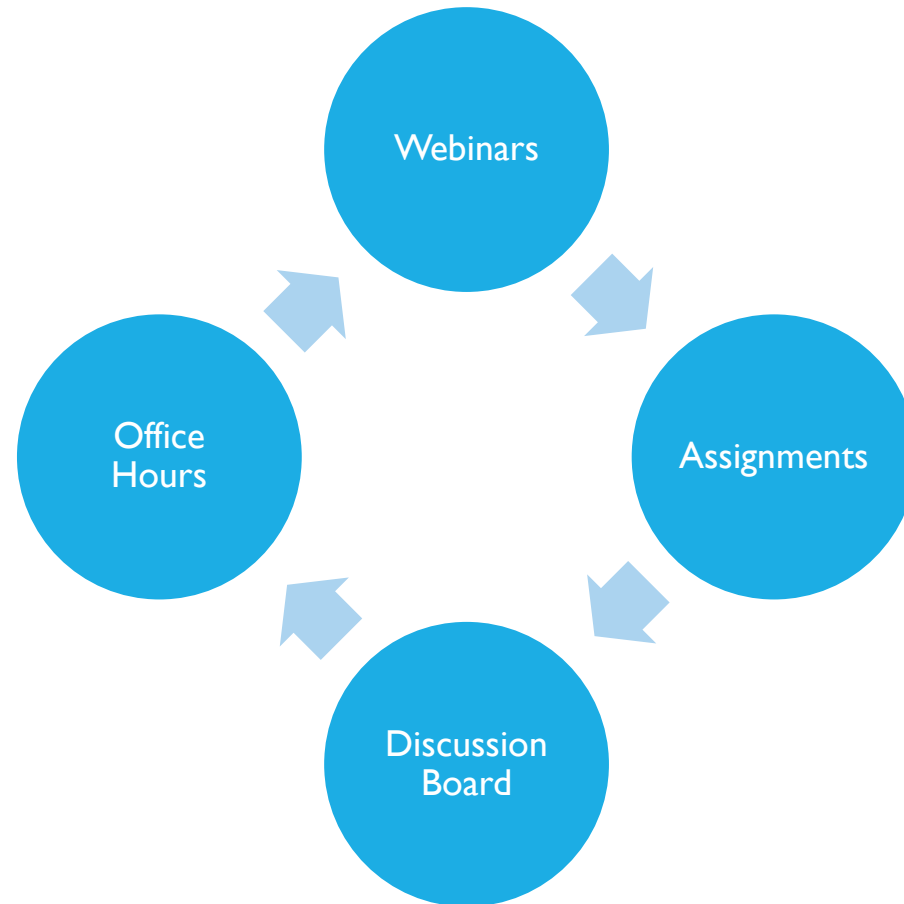 Webinars
Assignments
Discussion
Board
Office
Hours